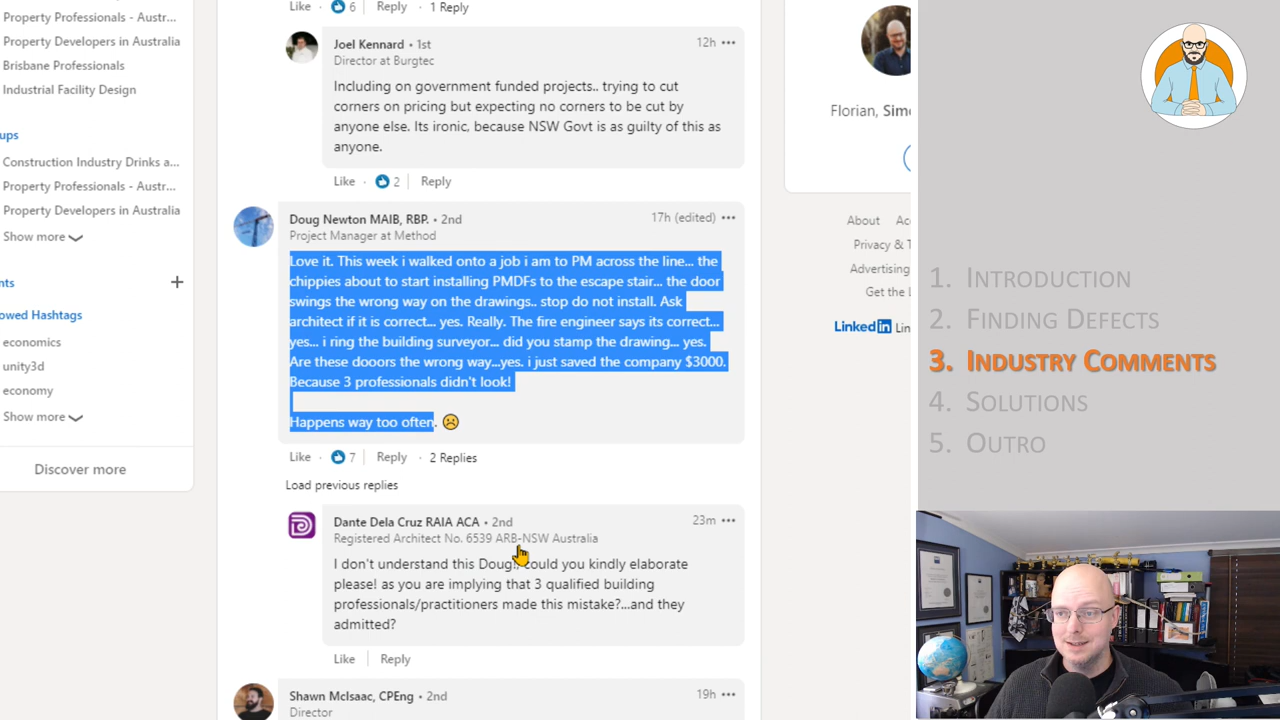 Property Professionals - Austr...
Property Developers in Australia
Brisbane Professionals
Industrial Facility Design
ups
Construction Industry Drinks a...
Property Professionals - Austr...
Property Developers in Australia
Show more
nts
owed Hashtags
economics
unity3d
economy
Show more
Discover more
Like 6 Reply 1 Reply
Joel Kennard • 1st
12h •••
Director at Burgtec
Including on government funded projects.. trying to cut
corners on pricing but expecting no corners to be cut by
anyone else. Its ironic, because NSW Govt is as guilty of this as
anyone.
Like 2 Reply
Doug Newton MAIB, RBP. • 2nd
17h (edited) •••
Project Manager at Method
Love it. This week i walked onto a job i am to PM across the line... the
chippies about to start installing PMDFs to the escape stair... the door
swings the wrong way on the drawings.. stop do not install. Ask
architect if it is correct... yes. Really. The fire engineer says its correct...
yes... i ring the building surveyor... did you stamp the drawing... yes.
Are these dooors the wrong way...yes. i just saved the company $3000.
Because 3 professionals didn't look!
Happens way too often.
Like 7 Reply 2 Replies
Load previous replies
Dante Dela Cruz RAIA ACA • 2nd
23m •••
Registered Architect No. 6539 ARB-NSW Australia
I don't understand this Doug, could you kindly elaborate
please! as you are implying that 3 qualified building
professionals/practitioners made this mistake?...and they
admitted?
Like Reply
Shawn McIsaac, CPEng • 2nd
19h •••
Director
Florian, Sim
About Ac
Privacy & T
Advertising
Get the L
Linked in Lin
1. Introduction
2. Finding Defects
3. Industry Comments
4. Solutions
5. Outro